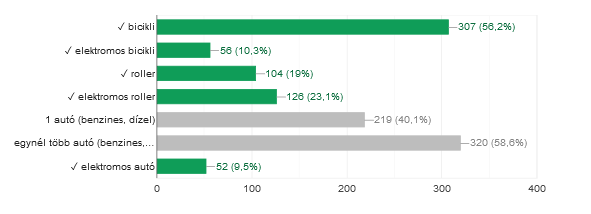 ✓ bicikli 307 (56,2%)
✓ elektromos bicikli 56 (10,3%)
✓ roller 104 (19%)
✓ elektromos roller 126 (23,1%)
1 autó (benzines, dízel) 219 (40,1%)
egynél több autó (benzines,... 320 (58,6%)
✓ elektromos autó 52 (9,5%)
0 100 200 300 400